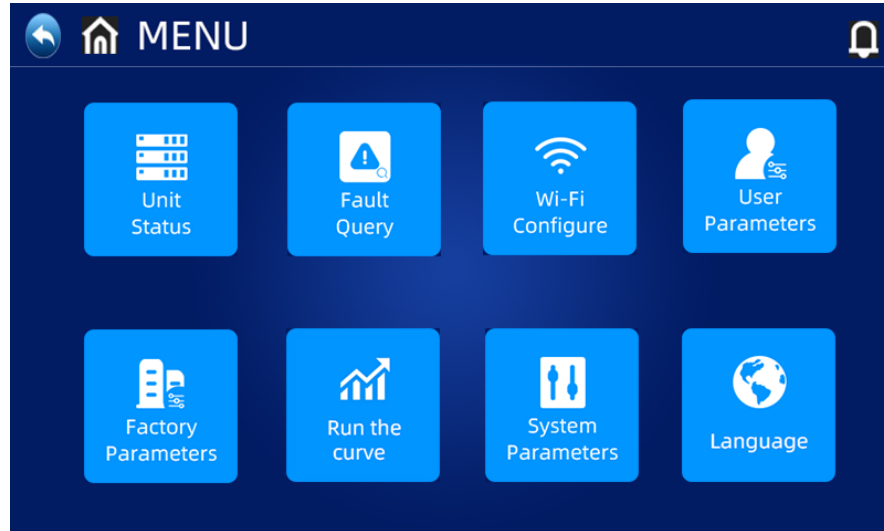 MENU
Unit
Status
Fault
Query
Wi-Fi
Configure
User
Parameters
Factory
Parameters
Run the
curve
System
Parameters
Language